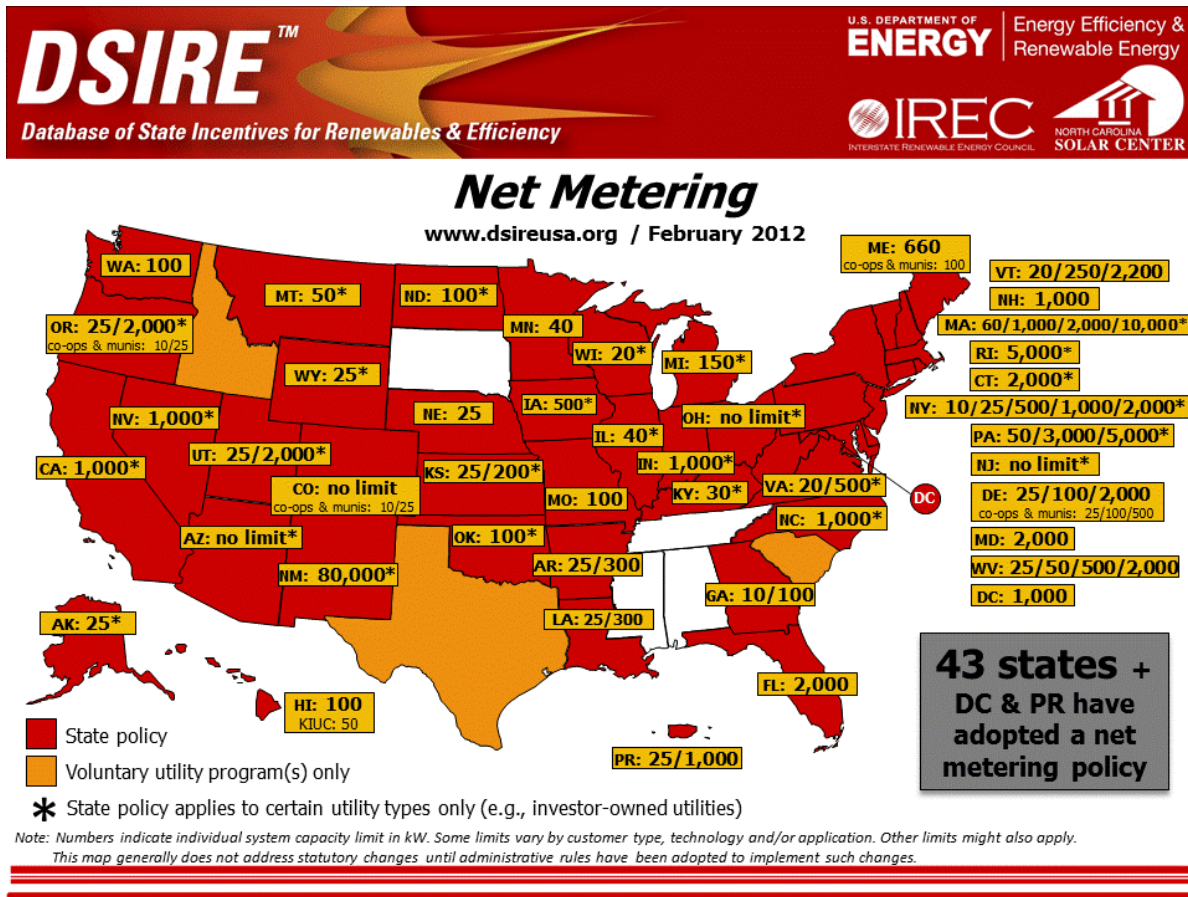 DSIRE™
Database of State Incentives for Renewables & Efficiency
U.S. DEPARTMENT OF
ENERGY
Energy Efficiency &
Renewable Energy
IREC
INTERSTATE RENEWABLE ENERGY COUNCIL
NORTH CAROLINA
SOLAR CENTER
Net Metering
www.dsireusa.org / February 2012
WA: 100
OR: 25/2,000*
co-ops & munis: 10/25
MT: 50*
ND: 100*
MN: 40
WI: 20*
MI: 150*
WY: 25*
NV: 1,000*
NE: 25
IA: 500*
OH: no limit*
IL: 40*
UT: 25/2,000*
CA: 1,000*
KS: 25/200*
IN: 1,000*
CO: no limit
co-ops & munis: 10/25
MO: 100
KY: 30*
VA: 20/500*
NC: 1,000*
DC
AZ: no limit*
OK: 100*
NM: 80,000*
AR: 25/300
GA: 10/100
LA: 25/300
AK: 25*
HI: 100
KIUC: 50
FL: 2,000
PR: 25/1,000
ME: 660
co-ops & munis: 100
VT: 20/250/2,200
NH: 1,000
MA: 60/1,000/2,000/10,000*
RI: 5,000*
CT: 2,000*
NY: 10/25/500/1,000/2,000*
PA: 50/3,000/5,000*
NJ: no limit*
DE: 25/100/2,000
co-ops & munis: 25/100/500
MD: 2,000
WV: 25/50/500/2,000
DC: 1,000
43 states +
DC & PR have
adopted a net
metering policy
State policy
Voluntary utility program(s) only
* State policy applies to certain utility types only (e.g., investor-owned utilities)
Note: Numbers indicate individual system capacity limit in kW. Some limits vary by customer type, technology and/or application. Other limits might also apply.
This map generally does not address statutory changes until administrative rules have been adopted to implement such changes.